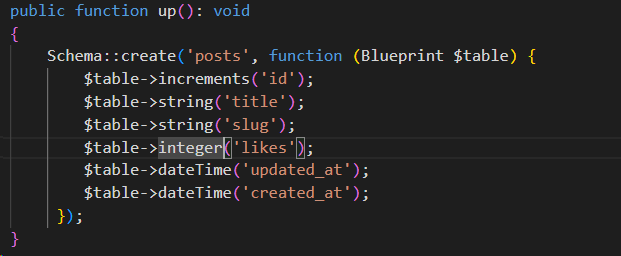 public function up(): void
{
    Schema::create('posts', function (Blueprint $table) {
        $table->increments('id');
        $table->string('title');
        $table->string('slug');
        $table->integer('likes');
        $table->dateTime('updated_at');
        $table->dateTime('created_at');
     });
}